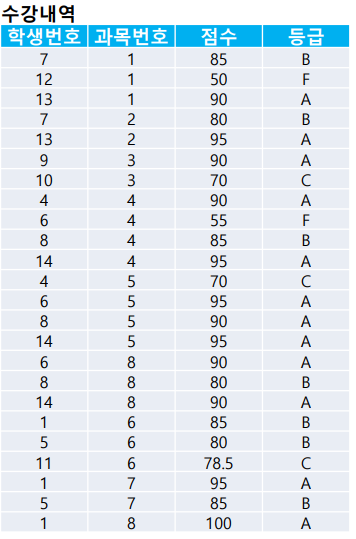 수강내역
학생번호 과목번호 점수 등급
7 1 85 B
12 1 50 F
13 1 90 A
7 2 80 B
13 2 95 A
9 3 90 A
10 3 70 C
4 4 90 A
6 4 55 F
8 4 85 B
14 4 95 A
4 5 70 C
6 5 95 A
8 5 90 A
14 5 95 A
6 8 90 A
8 8 80 B
14 8 90 A
1 6 85 B
5 6 80 B
11 6 78.5 C
1 7 95 A
5 7 85 B
1 8 100 A